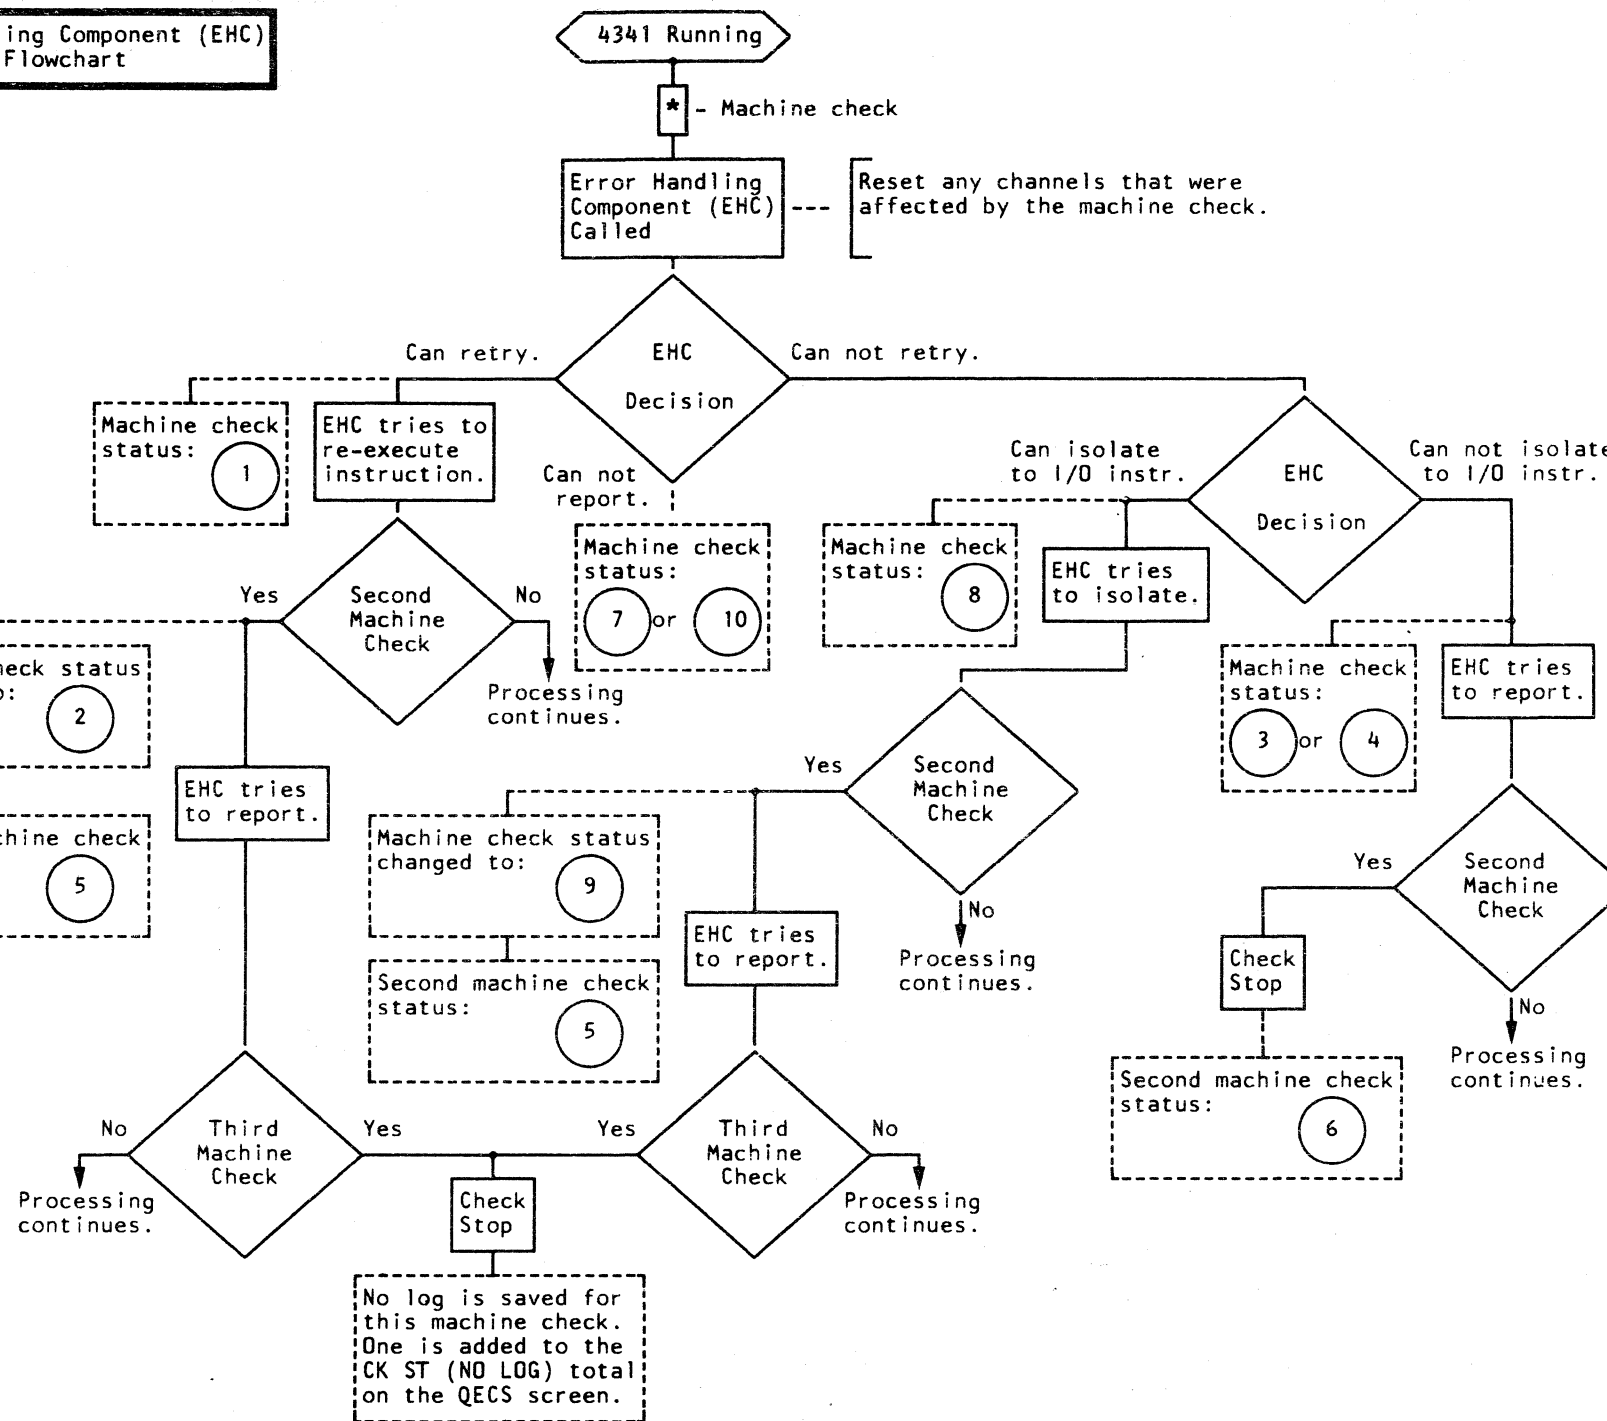 ing Component (EHC)
Flowchart
4341 Running
* - Machine check
Error Handling
Component (EHC)
Called
---
Reset any channels that were
affected by the machine check.
EHC
Decision
Can retry.
Can not retry.
Can not
report.
Machine check
status:
1
EHC tries to
re-execute
instruction.
Machine check
status:
7 or 10
Can isolate
to I/O instr.
EHC
Decision
Can not isolate
to I/O instr.
Machine check
status:
8
EHC tries
to isolate.
Yes
Second
Machine
Check
No
Processing
continues.
heck status
o:
2
chine check
5
EHC tries
to report.
Machine check
status:
3 or 4
EHC tries
to report.
Yes
Second
Machine
Check
No
Processing
continues.
Machine check status
changed to:
9
Second machine check
status:
5
EHC tries
to report.
Yes
Second
Machine
Check
No
Processing
continues.
Check
Stop
Second machine check
status:
6
No
Third
Machine
Check
Yes
Processing
continues.
Yes
Third
Machine
Check
No
Processing
continues.
Check
Stop
No log is saved for
this machine check.
One is added to the
CK ST (NO LOG) total
on the QECS screen.